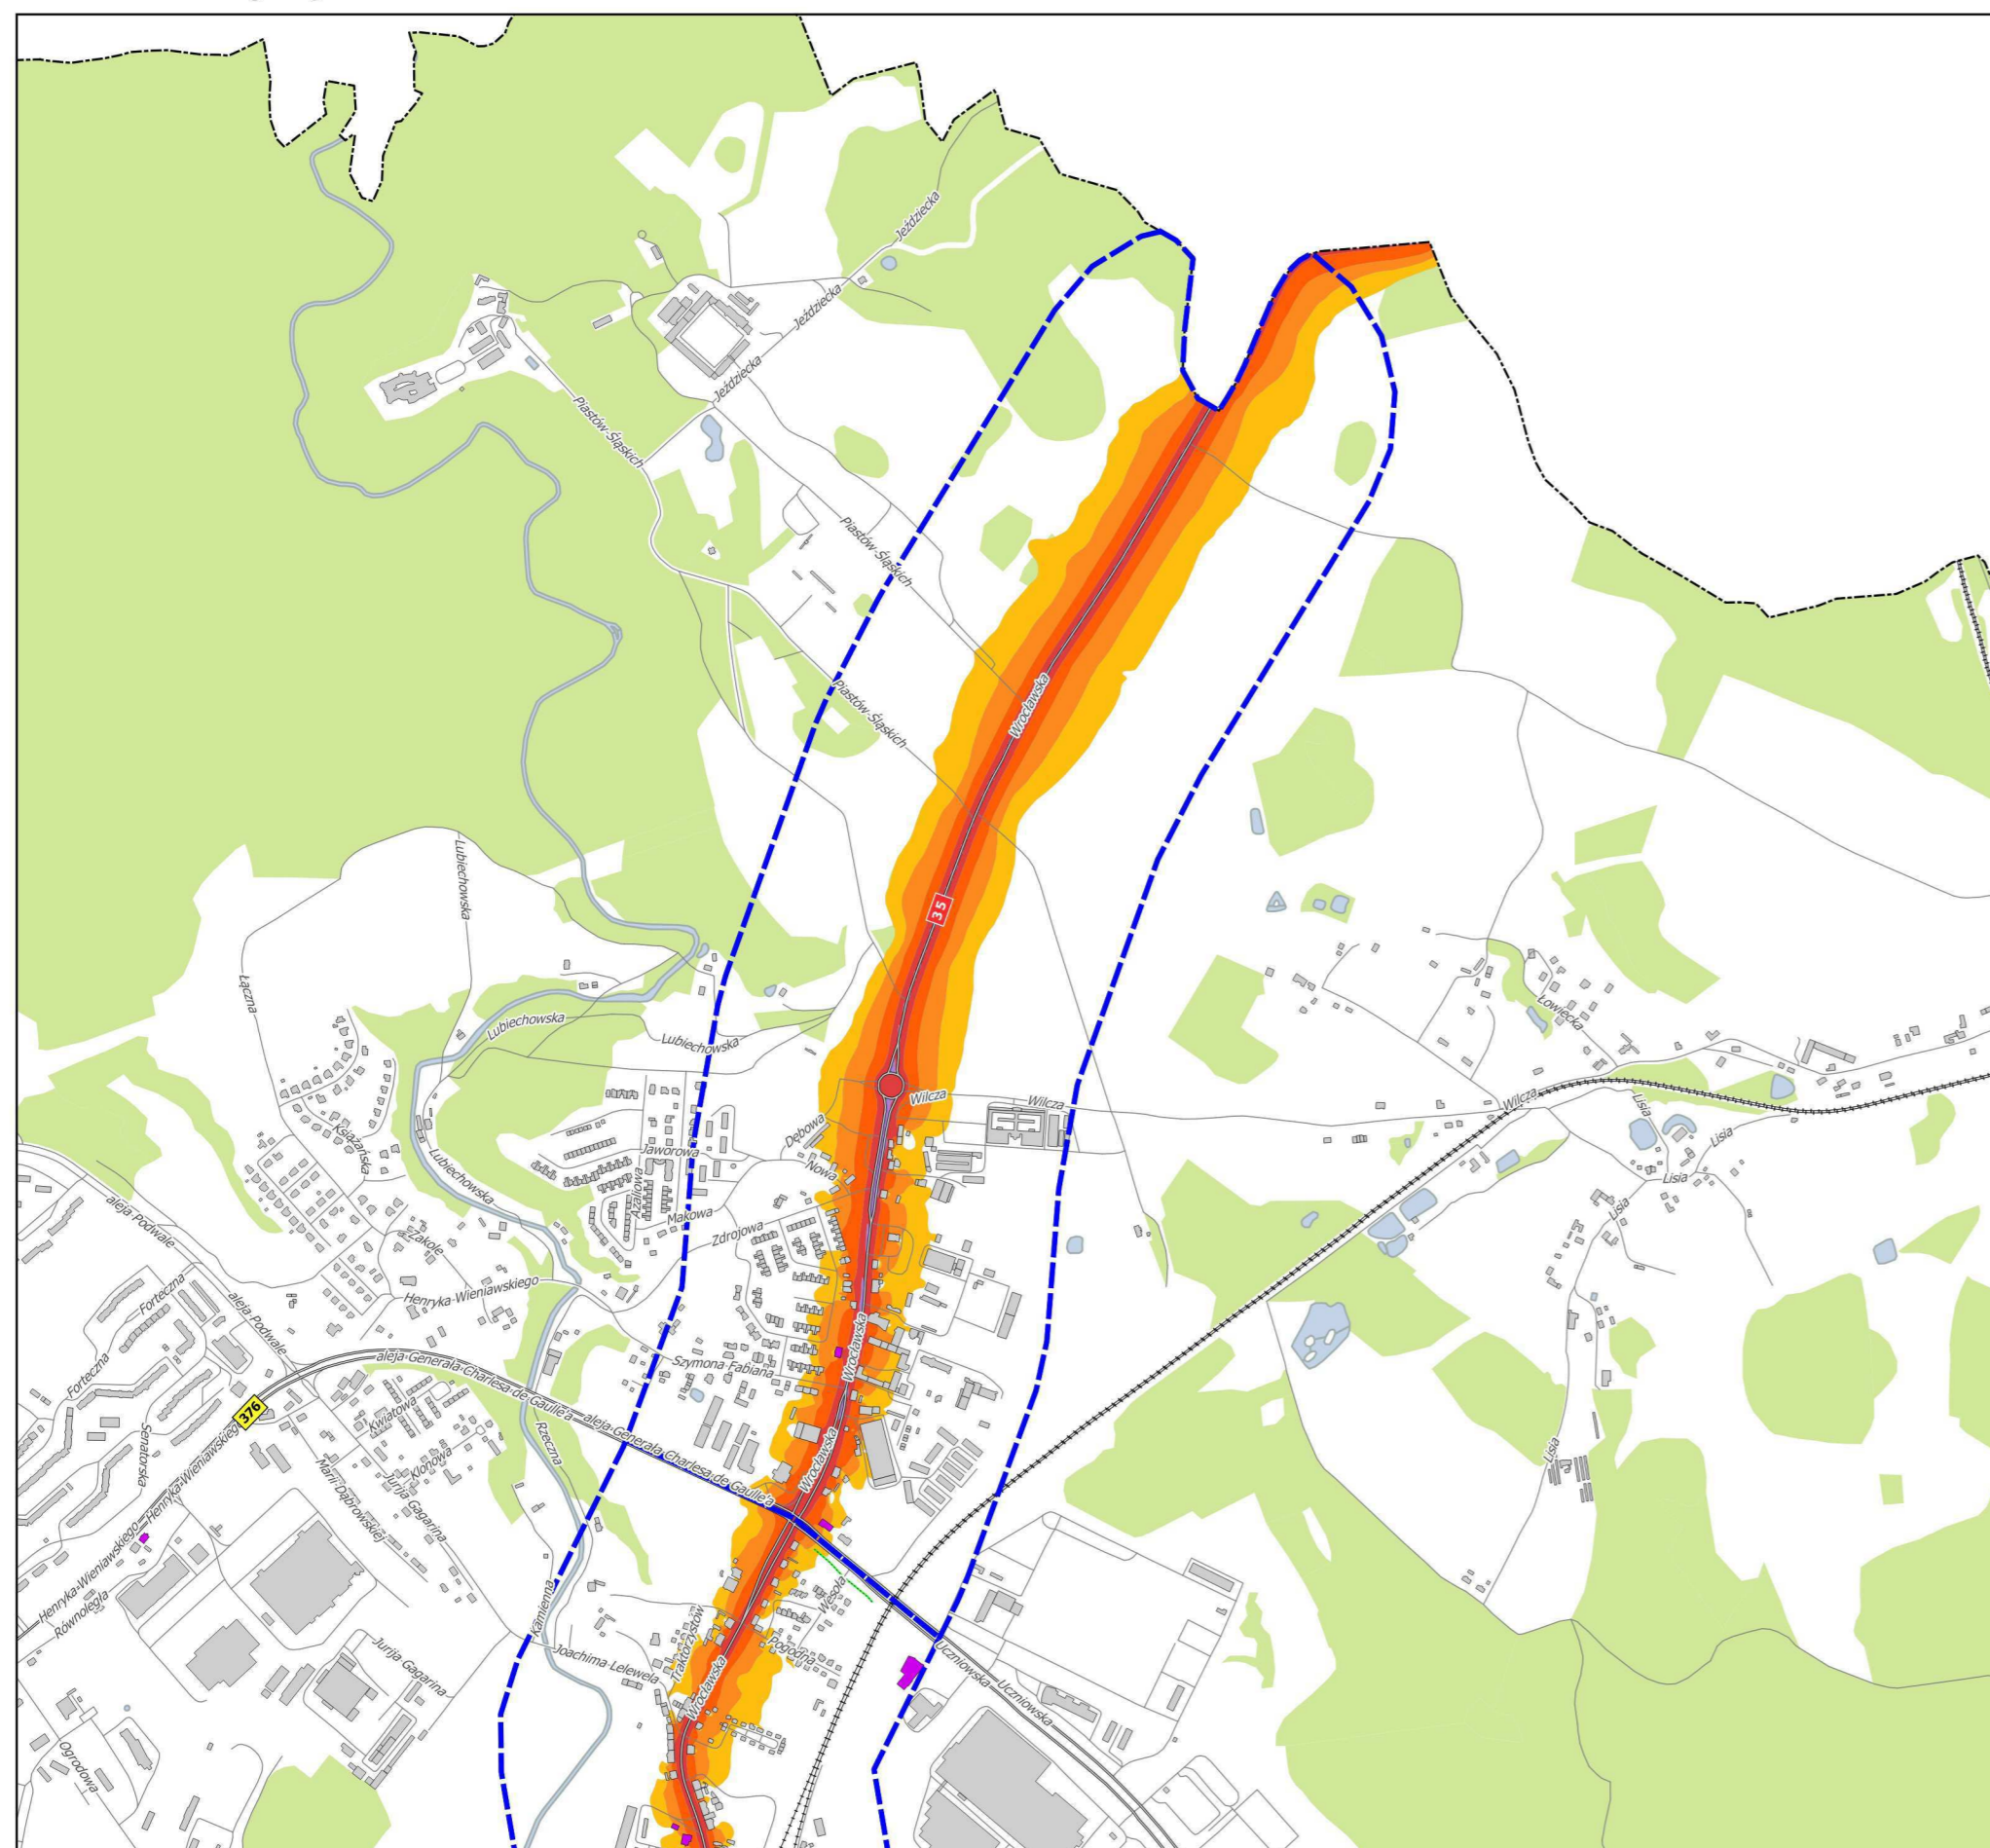 Jeździecka
Jeździecka
Jeździecka
Piastów Śląskich
Piastów Śląskich
Piastów Śląskich
Wrocławska
Lubiechowska
35
Łączna
Łowiecka
Lubiechowska
Lubiechowska
Wilcza
Wilcza
Wilcza
Lisia
Lisia
Dębowa
Książańska
Jaworowa
Nowa
Lubiechowska
Azaliowa
Lisia
Makowa
Lisia
aleja Podwale
Zdrojowa
Zakole
Henryka Wieniawskiego
Forteczna
aleja Podwale
Wrocławska
aleja Generała Charlesa de Gaulle'a
Szymona Fabiana
Forteczna
376
Kwiatowa
aleja Generała Charlesa de Gaulle'a
Senatorska
Rzeczna
Wrocławska
Lisia
Henryka Wieniawskiego
Klonowa
Marii Dąbrowskiej
Jurija Gagarina
Henryka Wieniawskiego
Równoległa
Kamienna
Wesoła
Traktorzystów
Pogodna
Joachima Lelewela
Jurija Gagarina
Wrocławska
Uczniowska
Uczniowska
Ogrodowa